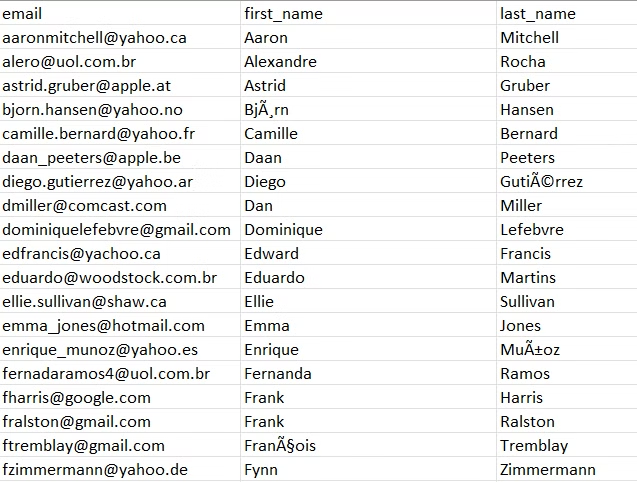 email first_name last_name
aaronmitchell@yahoo.ca Aaron Mitchell
alero@uol.com.br Alexandre Rocha
astrid.gruber@apple.at Astrid Gruber
bjorn.hansen@yahoo.no BjÃ¸rn Hansen
camille.bernard@yahoo.fr Camille Bernard
daan_peeters@apple.be Daan Peeters
diego.gutierrez@yahoo.ar Diego GutiÃ©rrez
dmiller@comcast.com Dan Miller
dominiquelefebvre@gmail.com Dominique Lefebvre
edfrancis@yachoo.ca Edward Francis
eduardo@woodstock.com.br Eduardo Martins
ellie.sullivan@shaw.ca Ellie Sullivan
emma_jones@hotmail.com Emma Jones
enrique_munoz@yahoo.es Enrique MuÃ±oz
fernadaramos4@uol.com.br Fernanda Ramos
fharris@google.com Frank Harris
fralston@gmail.com Frank Ralston
ftremblay@gmail.com FranÃ§ois Tremblay
fzimmermann@yahoo.de Fynn Zimmermann